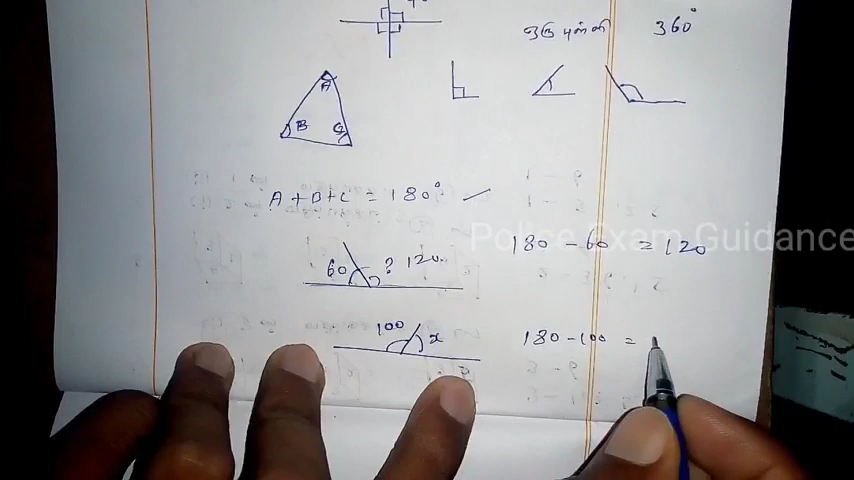 ஒரு புள்ளி 360°
A
B C
A + B + C = 180°
180 - 60 = 120
60 ? 120
100 x
180 - 100 =
Police Exam Guidance